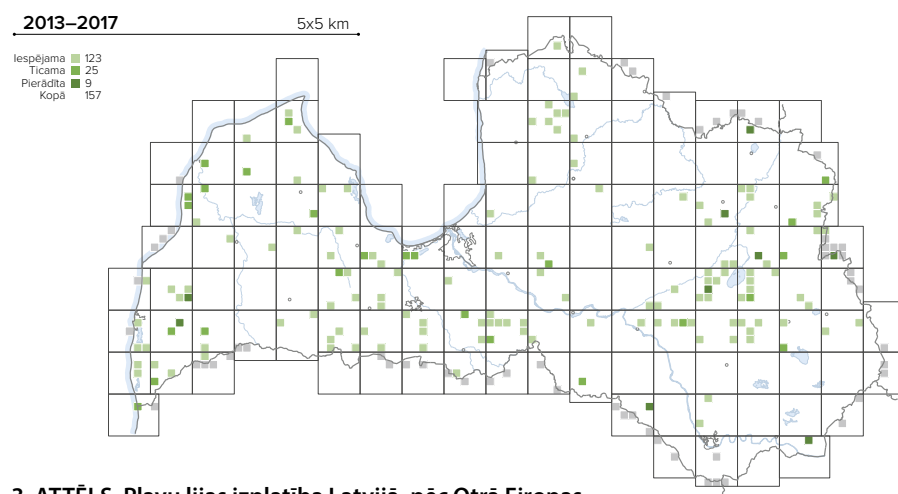 2013–2017 5x5 km
Iespējama 123
Ticama 25
Pierādīta 9
Kopā 157